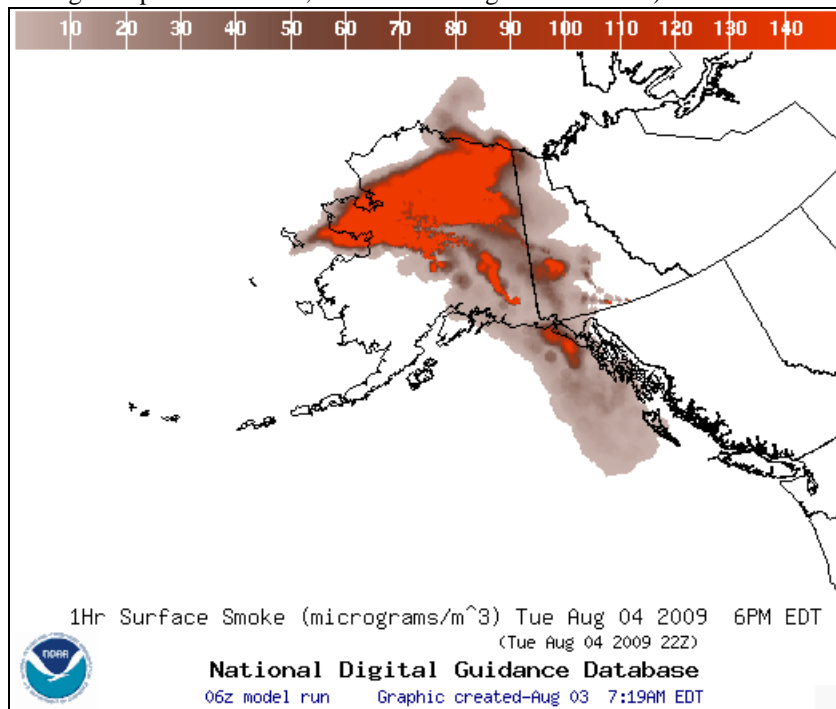 10 20 30 40 50 60 70 80 90 100 110 120 130 140
1Hr Surface Smoke (micrograms/m^3) Tue Aug 04 2009 6PM EDT
(Tue Aug 04 2009 22Z)
NOAA
National Digital Guidance Database
06z model run Graphic created-Aug 03 7:19AM EDT